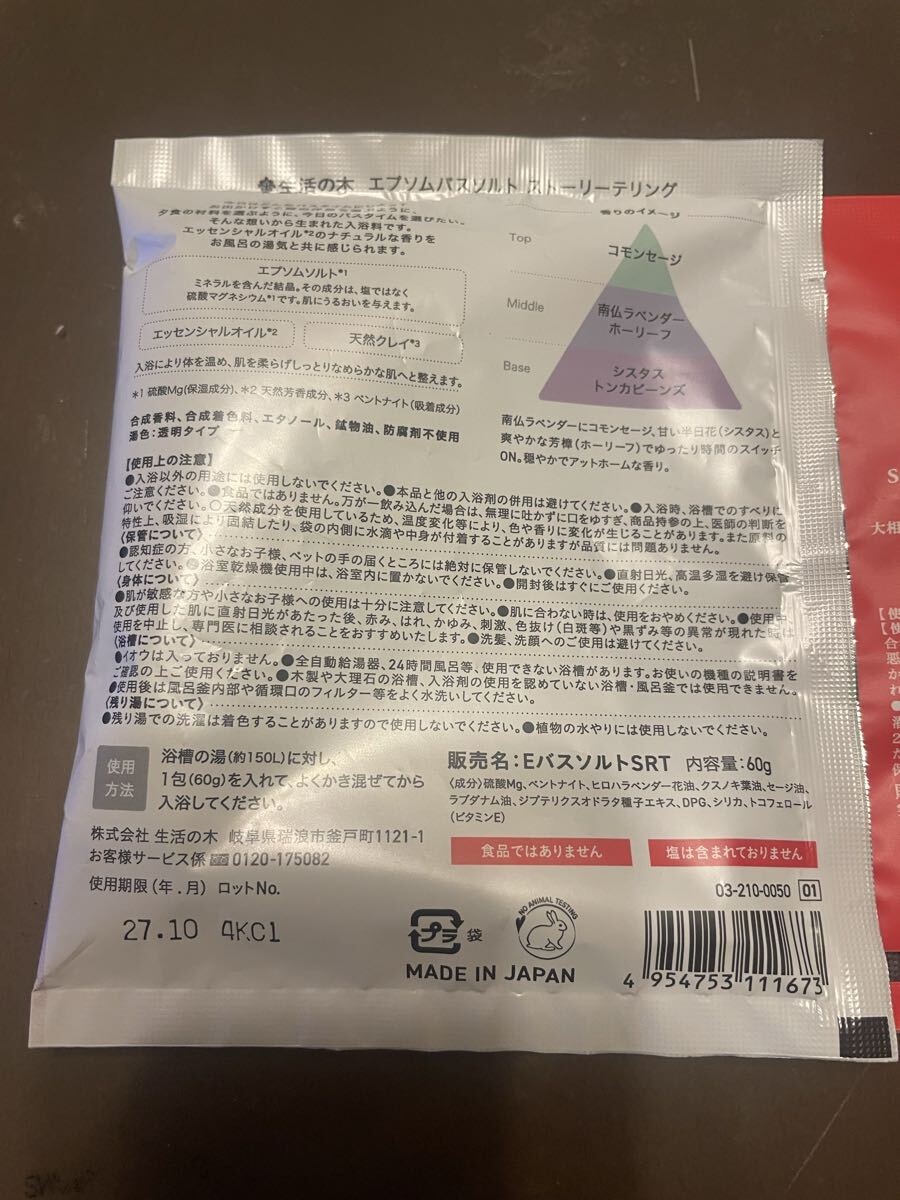 生活の木 エプソムバスソルト ストーリーテリング
夕食の材料を選ぶように、今日のバスタイムを選びたい。
そんな想いから生まれた入浴料です。
エッセンシャルオイル*2のナチュラルな香りを
お風呂の湯気と共に感じられます。
エプソムソルト*1
ミネラルを含んだ結晶。その成分は、塩ではなく
硫酸マグネシウム*1です。肌にうるおいを与えます。
エッセンシャルオイル*2
天然クレイ*3
入浴により体を温め、肌を柔らげしっとりなめらかな肌へと整えます。
*1 硫酸Mg(保湿成分)、*2 天然芳香成分、*3 ベントナイト(吸着成分)
合成香料、合成着色料、エタノール、鉱物油、防腐剤不使用
湯色:透明タイプ
香りのイメージ
Top
コモンセージ
Middle
南仏ラベンダー
ホーリーフ
Base
シスタス
トンカビーンズ
南仏ラベンダーにコモンセージ、甘い半日花(シスタス)と
爽やかな芳樟(ホーリーフ)でゆったり時間のスイッチ
ON。穏やかでアットホームな香り。
【使用上の注意】
●入浴以外の用途には使用しないでください。●本品と他の入浴剤の併用は避けてください。●入浴時、浴槽でのすべりに
ご注意ください。●食品ではありません。万が一飲み込んだ場合は、無理に吐かずに口をゆすぎ、商品持参の上、医師の判断を
仰いでください。○天然成分を使用しているため、温度変化等により、色や香りに変化が生じることがあります。また原料の
特性上、吸湿により固結したり、袋の内側に水滴や中身が付着することがありますが品質には問題ありません。
〈保管について〉
●認知症の方、小さなお子様、ペットの手の届くところには絶対に保管しないでください。●直射日光、高温多湿を避け保管
してください。●浴室乾燥機使用中は、浴室内に置かないでください。●開封後はすぐにご使用ください。
〈身体について〉
●肌が敏感な方や小さなお子様への使用は十分に注意してください。●肌に合わない時は、使用をおやめください。●使用中、
及び使用した肌に直射日光があたった後、赤み、はれ、かゆみ、刺激、色抜け(白斑等)や黒ずみ等の異常が現れた時は
使用を中止し、専門医に相談されることをおすすめいたします。●洗髪、洗顔へのご使用は避けてください。
〈浴槽について〉
●イオウは入っておりません。●全自動給湯器、24時間風呂等、使用できない浴槽があります。お使いの機種の説明書を
ご確認の上ご使用ください。●木製や大理石の浴槽、入浴剤の使用を認めていない浴槽・風呂釜では使用できません。
●使用後は風呂釜内部や循環口のフィルター等をよく水洗いしてください。
〈残り湯について〉
●残り湯での洗濯は着色することがありますので使用しないでください。●植物の水やりには使用しないでください。
使用
方法
浴槽の湯(約150L)に対し、
1包(60g)を入れて、よくかき混ぜてから
入浴してください。
販売名:EバスソルトSRT 内容量:60g
〈成分〉硫酸Mg、ベントナイト、ヒロハラベンダー花油、クスノキ葉油、セージ油、
ラブダナム油、ジプテリクスオドラタ種子エキス、DPG、シリカ、トコフェロール
(ビタミンE)
株式会社 生活の木 岐阜県瑞浪市釜戸町1121-1
お客様サービス係 0120-175082
食品ではありません
塩は含まれておりません
使用期限(年.月) ロットNo.
03-210-0050 01
27.10 4KC1
プラ
袋
NO ANIMAL TESTING
MADE IN JAPAN
4 954753 111673
S
大相